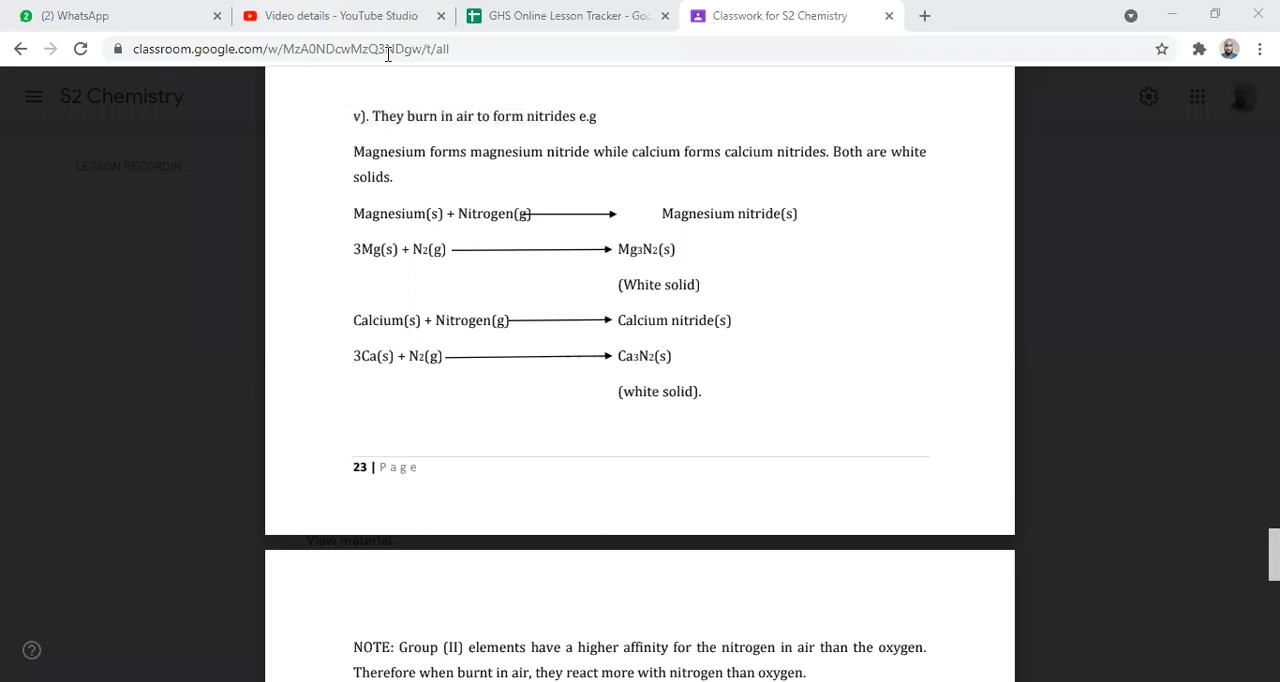 (2) WhatsApp
Video details - YouTube Studio
GHS Online Lesson Tracker - Goo
Classwork for S2 Chemistry
classroom.google.com/w/MzA0NDcwMzQ3NDgw/t/all
S2 Chemistry
LESSON RECORDIN...
v). They burn in air to form nitrides e.g
Magnesium forms magnesium nitride while calcium forms calcium nitrides. Both are white
solids.
Magnesium(s) + Nitrogen(g) Magnesium nitride(s)
3Mg(s) + N2(g) Mg3N2(s)
(White solid)
Calcium(s) + Nitrogen(g) Calcium nitride(s)
3Ca(s) + N2(g) Ca3N2(s)
(white solid).
23 | Page
View material
NOTE: Group (II) elements have a higher affinity for the nitrogen in air than the oxygen.
Therefore when burnt in air, they react more with nitrogen than oxygen.